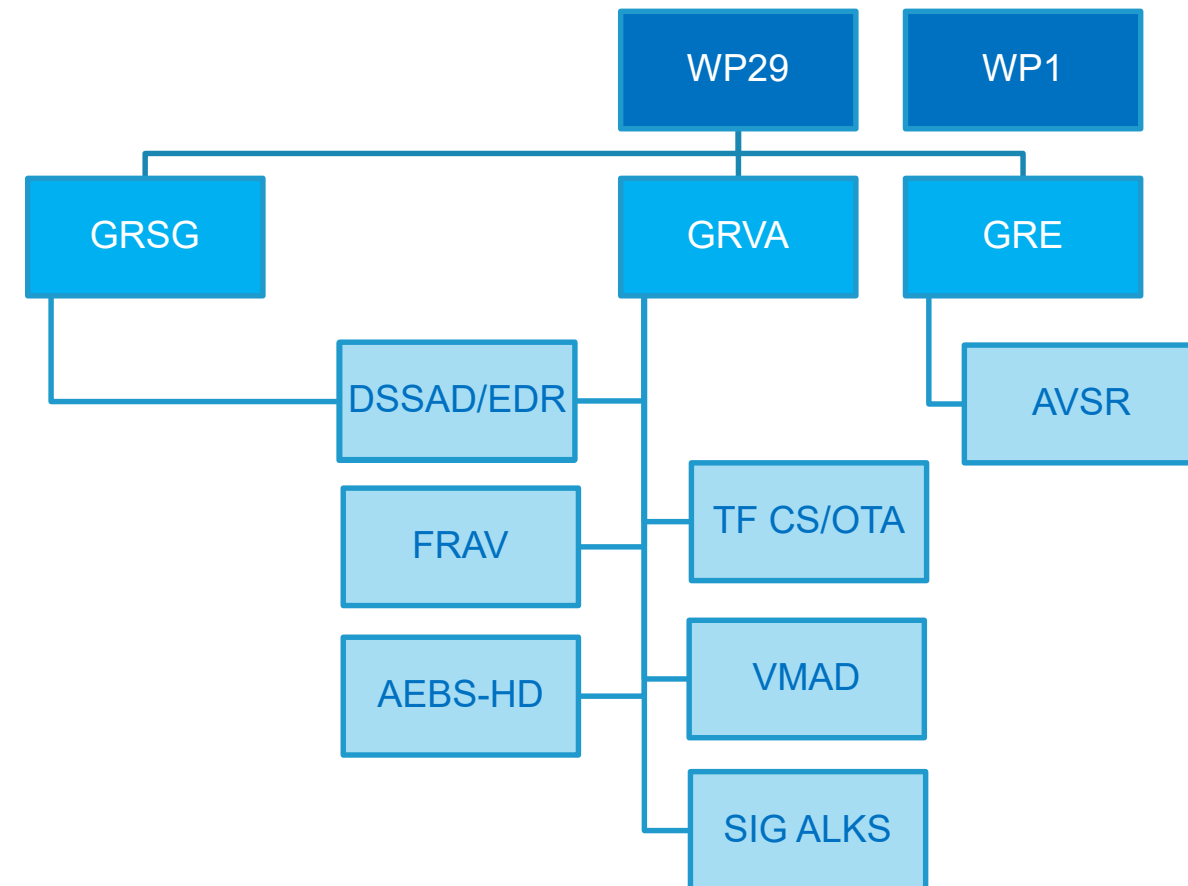 WP29
WP1
GRSG
GRVA
GRE
DSSAD/EDR
AVSR
TF CS/OTA
FRAV
VMAD
AEBS-HD
SIG ALKS